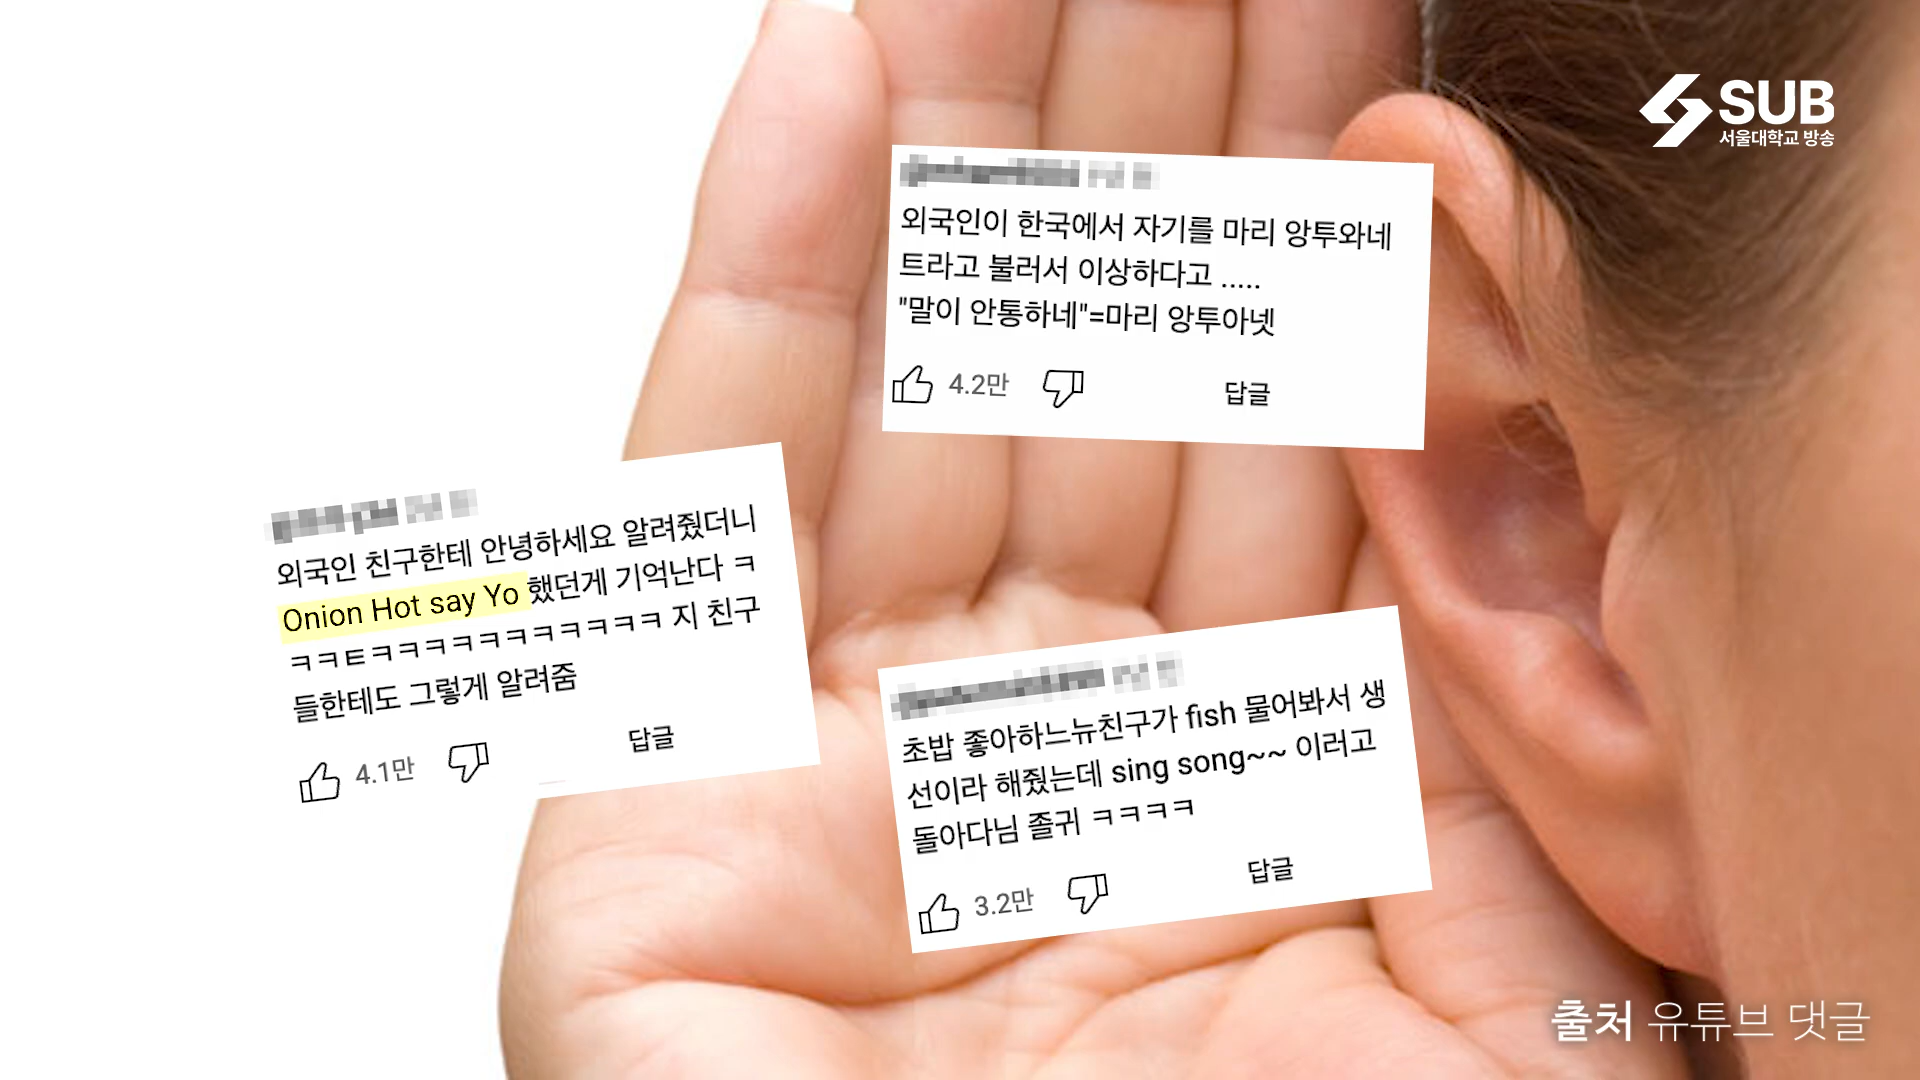 SUB
서울대학교 방송
외국인이 한국에서 자기를 마리 앙투와네
트라고 불러서 이상하다고 .....
"말이 안통하네"=마리 앙투아넷
4.2만 답글
외국인 친구한테 안녕하세요 알려줬더니
Onion Hot say Yo 했던게 기억난다 ㅋ
ㅋㅋㅌㅋㅋㅋㅋㅋㅋㅋㅋㅋㅋㅋ 지 친구
들한테도 그렇게 알려줌
4.1만 답글
초밥 좋아하느뉴친구가 fish 물어봐서 생
선이라 해줬는데 sing song~~ 이러고
돌아다님 졸귀 ㅋㅋㅋㅋ
3.2만 답글
출처 유튜브 댓글